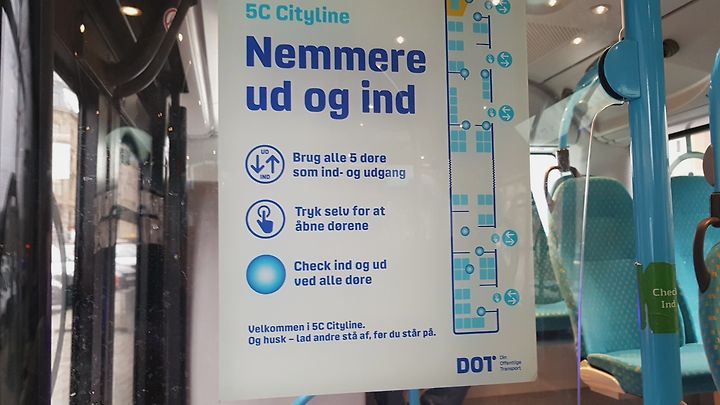 5C Cityline
Nemmere
ud og ind
UD
IND
Brug alle 5 døre
som ind- og udgang
Tryk selv for at
åbne dørene
Check ind og ud
ved alle døre
Velkommen i 5C Cityline.
Og husk – lad andre stå af, før du står på.
DOT
Din
Offentlige
Transport
Check
Ind